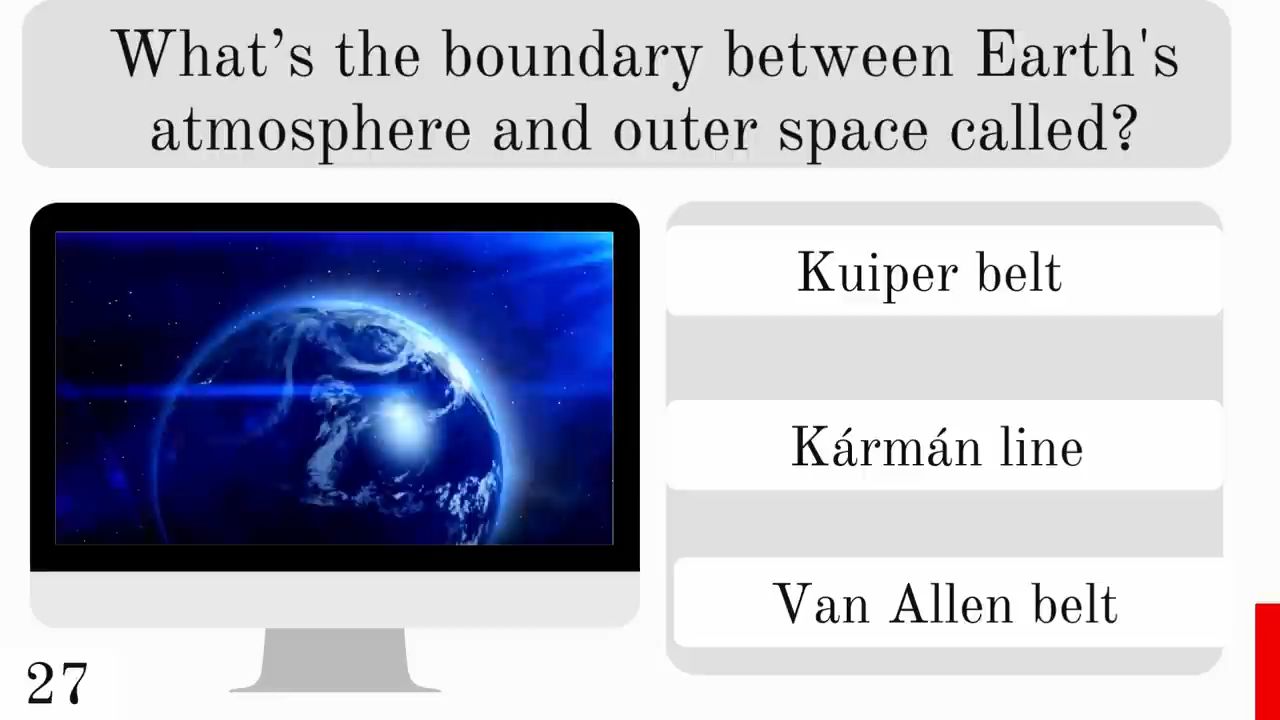 What’s the boundary between Earth's
atmosphere and outer space called?
Kuiper belt
Kármán line
Van Allen belt
27